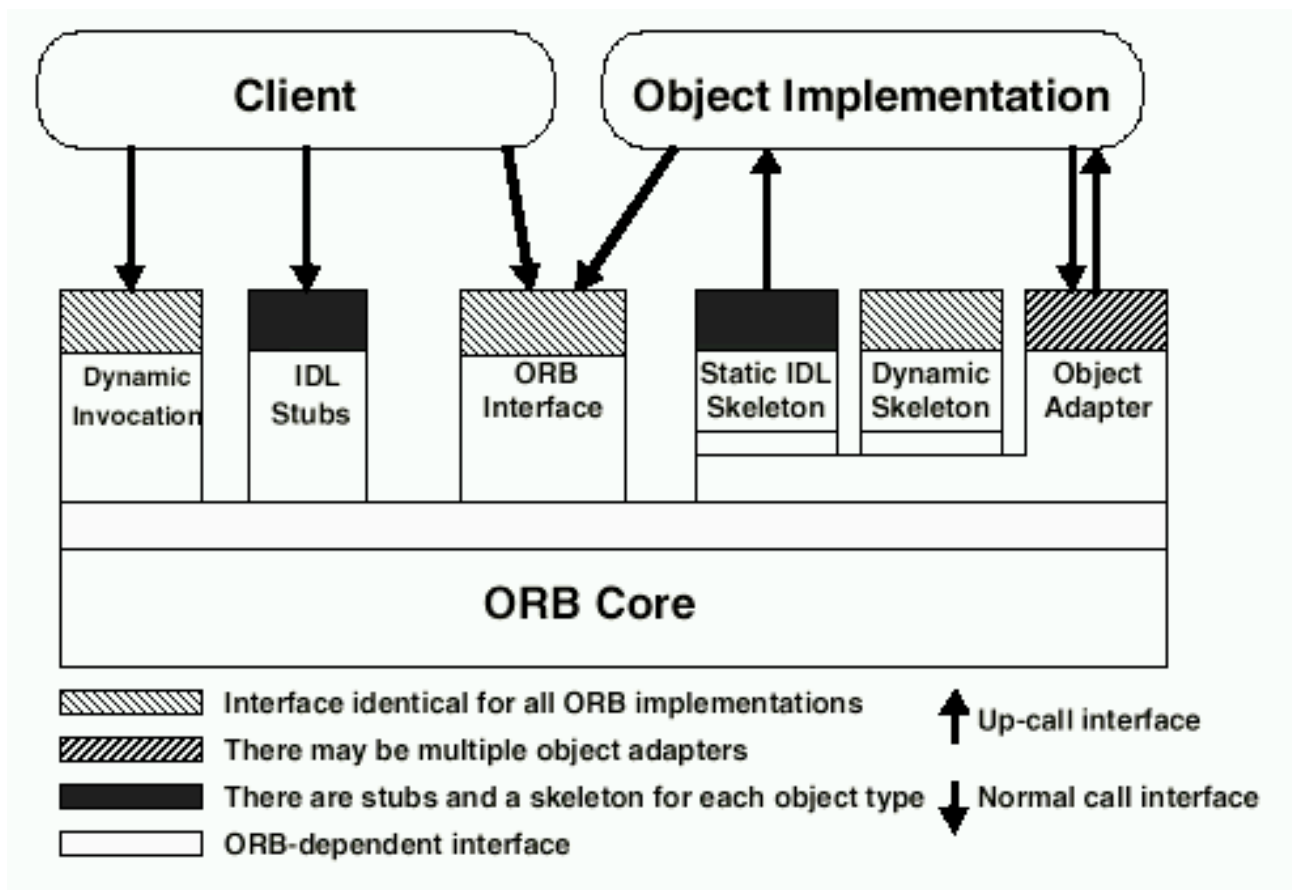 Client
Object Implementation
Dynamic
Invocation
IDL
Stubs
ORB
Interface
Static IDL
Skeleton
Dynamic
Skeleton
Object
Adapter
ORB Core
Interface identical for all ORB implementations
There may be multiple object adapters
There are stubs and a skeleton for each object type
ORB-dependent interface
Up-call interface
Normal call interface